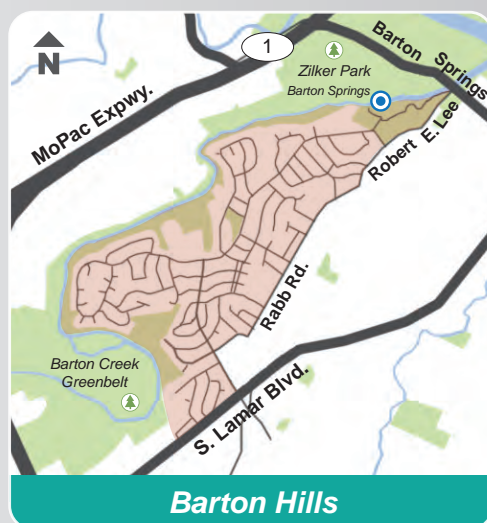 N
1
Barton Springs
Zilker Park
Barton Springs
MoPac Expwy.
Robert E. Lee
Rabb Rd.
Barton Creek
Greenbelt
S. Lamar Blvd.
Barton Hills